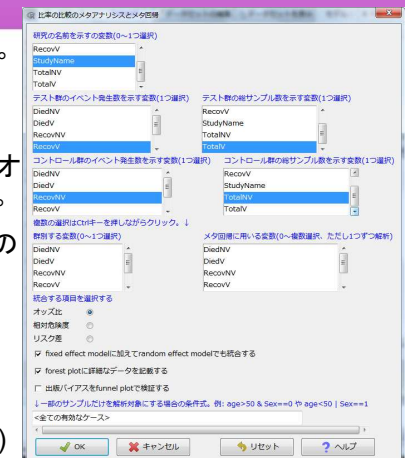 比率の比較のメタアナリシスとメタ回帰
。
研究の名前を示すの変数(0～1つ選択)
RecovV
StudyName
TotalNV
TotalV
テスト群のイベント発生数を示す変数(1つ選択) テスト群の総サンプル数を示す変数(1つ選択)
DiedNV RecovV
DiedV StudyName
RecovNV TotalNV
RecovV TotalV
オ
コントロール群のイベント発生数を示す変数(1つ選択) コントロール群の総サンプル数を示す変数(1つ選択)
DiedNV RecovV
DiedV StudyName
RecovNV TotalNV
RecovV TotalV
。
複数の選択はCtrlキーを押しながらクリック。↓
の
群別する変数(0～1つ選択) メタ回帰に用いる変数(0～複数選択、ただし1つずつ解析)
DiedNV DiedNV
DiedV DiedV
RecovNV RecovNV
RecovV RecovV
統合する項目を選択する
オッズ比
相対危険度
リスク差
fixed effect modelに加えてrandom effect modelでも統合する
forest plotに詳細なデータを記載する
出版バイアスをfunnel plotで検証する
↓一部のサンプルだけを解析対象にする場合の条件式。例: age>50 & Sex==0 や age<50 | Sex==1
<全ての有効なケース>
)
OK キャンセル リセット ヘルプ